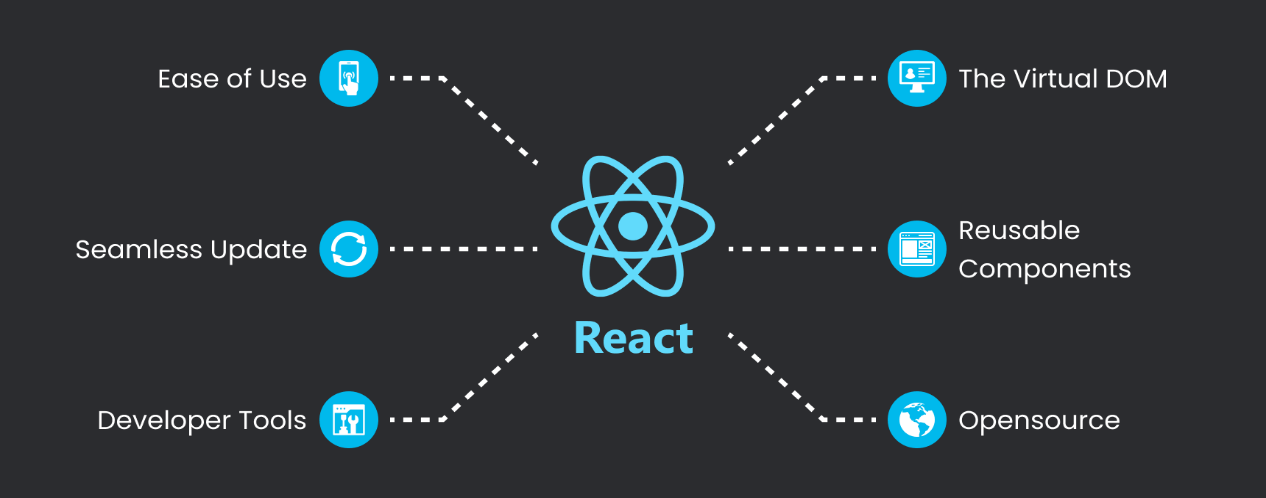 Ease of Use
The Virtual DOM
Seamless Update
Reusable
Components
React
Developer Tools
Opensource